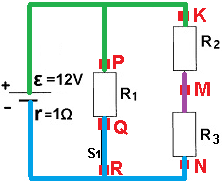 K
P
+
ε=12V
R₂
-
r=1Ω
R₁
M
Q
R₃
S1
R
N